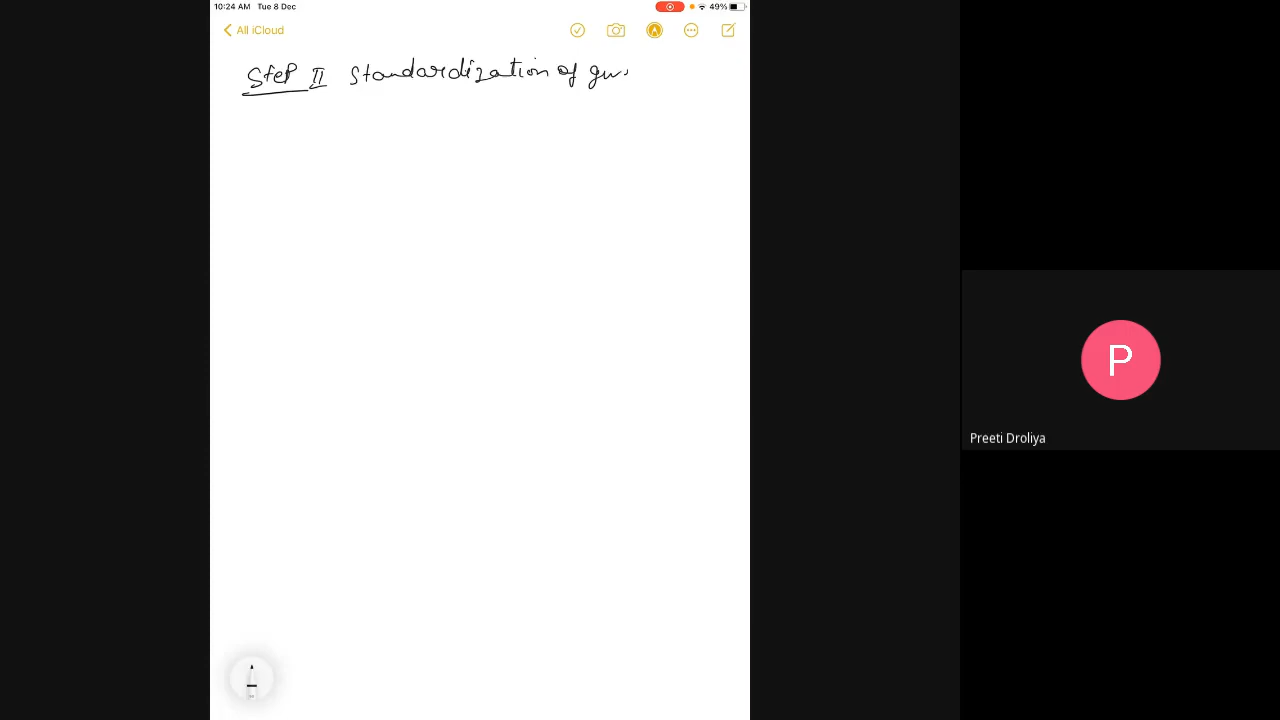 10:24 AM Tue 8 Dec
49%
All iCloud
SteP II Standardization of
P
Preeti Droliya